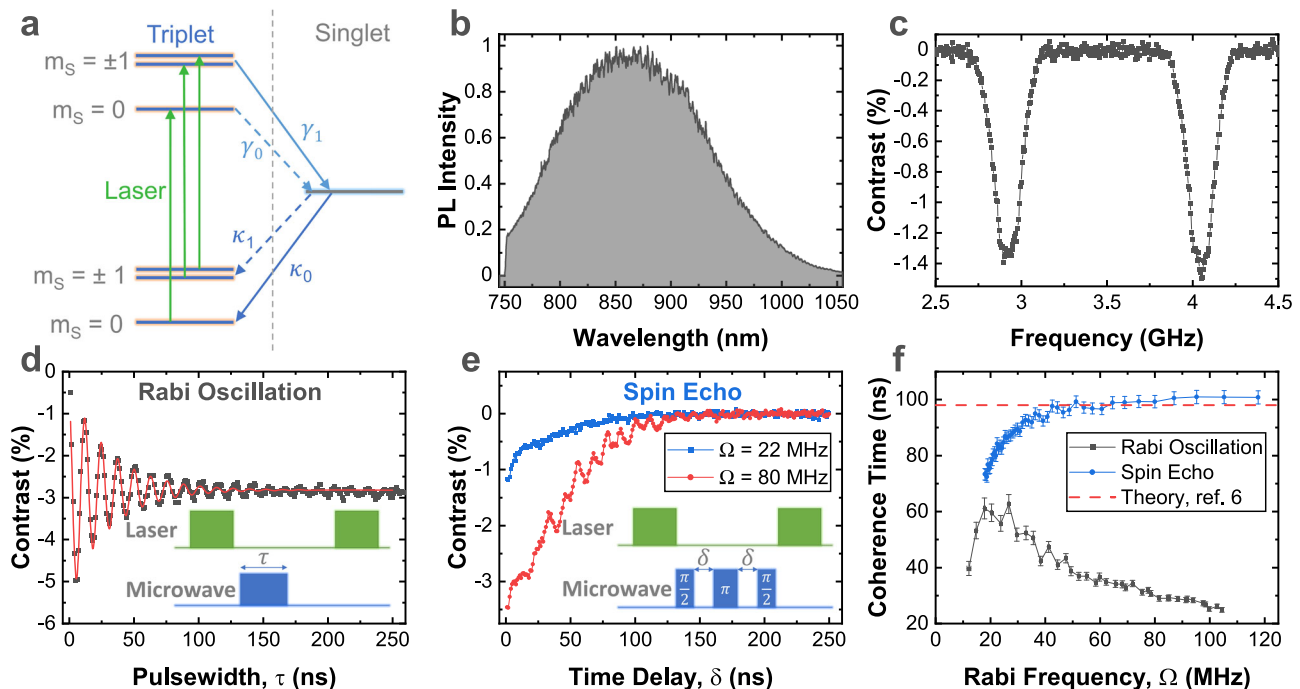 a
Triplet
Singlet
m_S = ±1
m_S = 0
γ_1
γ_0
Laser
κ_1
m_S = ± 1
κ_0
m_S = 0
b
PL Intensity
1
0.8
0.6
0.4
0.2
0
750 800 850 900 950 1000 1050
Wavelength (nm)
c
Contrast (%)
0
-0.2
-0.4
-0.6
-0.8
-1
-1.2
-1.4
2.5 3 3.5 4 4.5
Frequency (GHz)
d
Rabi Oscillation
Contrast (%)
0
-1
-2
-3
-4
-5
-6
Laser
τ
Microwave
0 50 100 150 200 250
Pulsewidth, τ (ns)
e
Spin Echo
Contrast (%)
0
-1
-2
-3
Ω = 22 MHz
Ω = 80 MHz
Laser
δ δ
Microwave
π/2 π π/2
0 50 100 150 200 250
Time Delay, δ (ns)
f
Coherence Time (ns)
100
80
60
40
20
Rabi Oscillation
Spin Echo
Theory, ref. 6
0 20 40 60 80 100 120
Rabi Frequency, Ω (MHz)